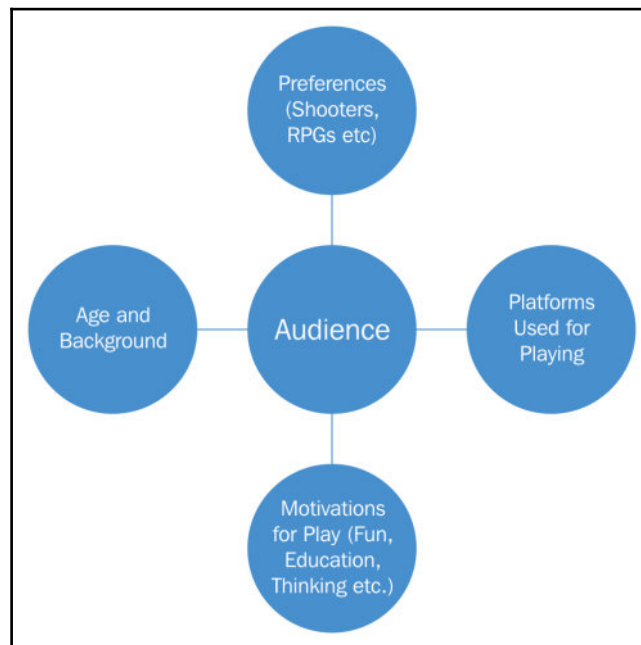 Preferences
(Shooters,
RPGs etc)
Age and
Background
Audience
Platforms
Used for
Playing
Motivations
for Play (Fun,
Education,
Thinking etc.)